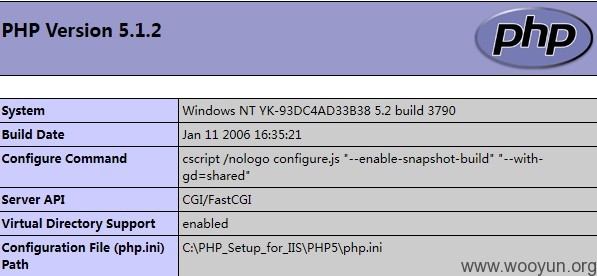 PHP Version 5.1.2
php
System Windows NT YK-93DC4AD33B38 5.2 build 3790
Build Date Jan 11 2006 16:35:21
Configure Command cscript /nologo configure.js "--enable-snapshot-build" "--with-
gd=shared"
Server API CGI/FastCGI
Virtual Directory Support enabled
Configuration File (php.ini) C:\PHP_Setup_for_IIS\PHP5\php.ini
Path
www.wooyun.org